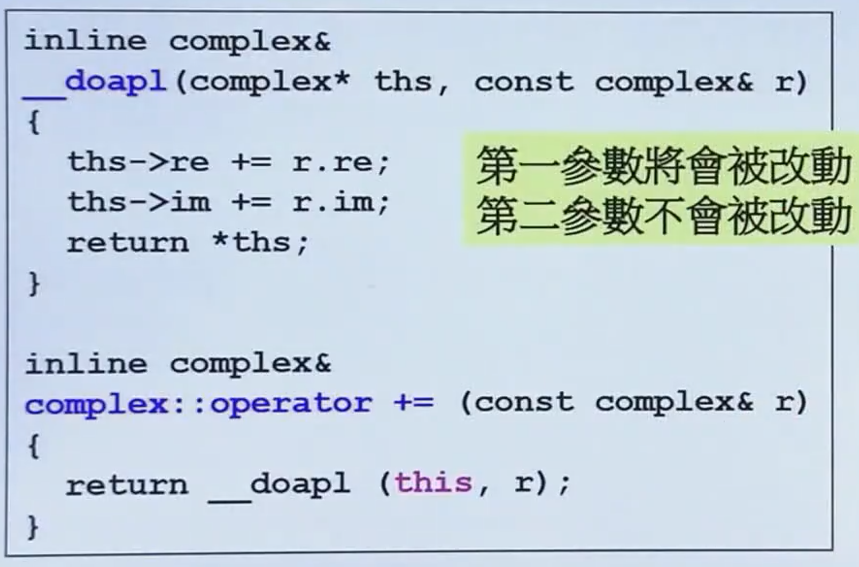 inline complex&
__doapl(complex* ths, const complex& r)
{
  ths->re += r.re;
  ths->im += r.im;
  return *ths;
}
第一參數將會被改動
第二參數不會被改動
inline complex&
complex::operator += (const complex& r)
{
  return __doapl (this, r);
}